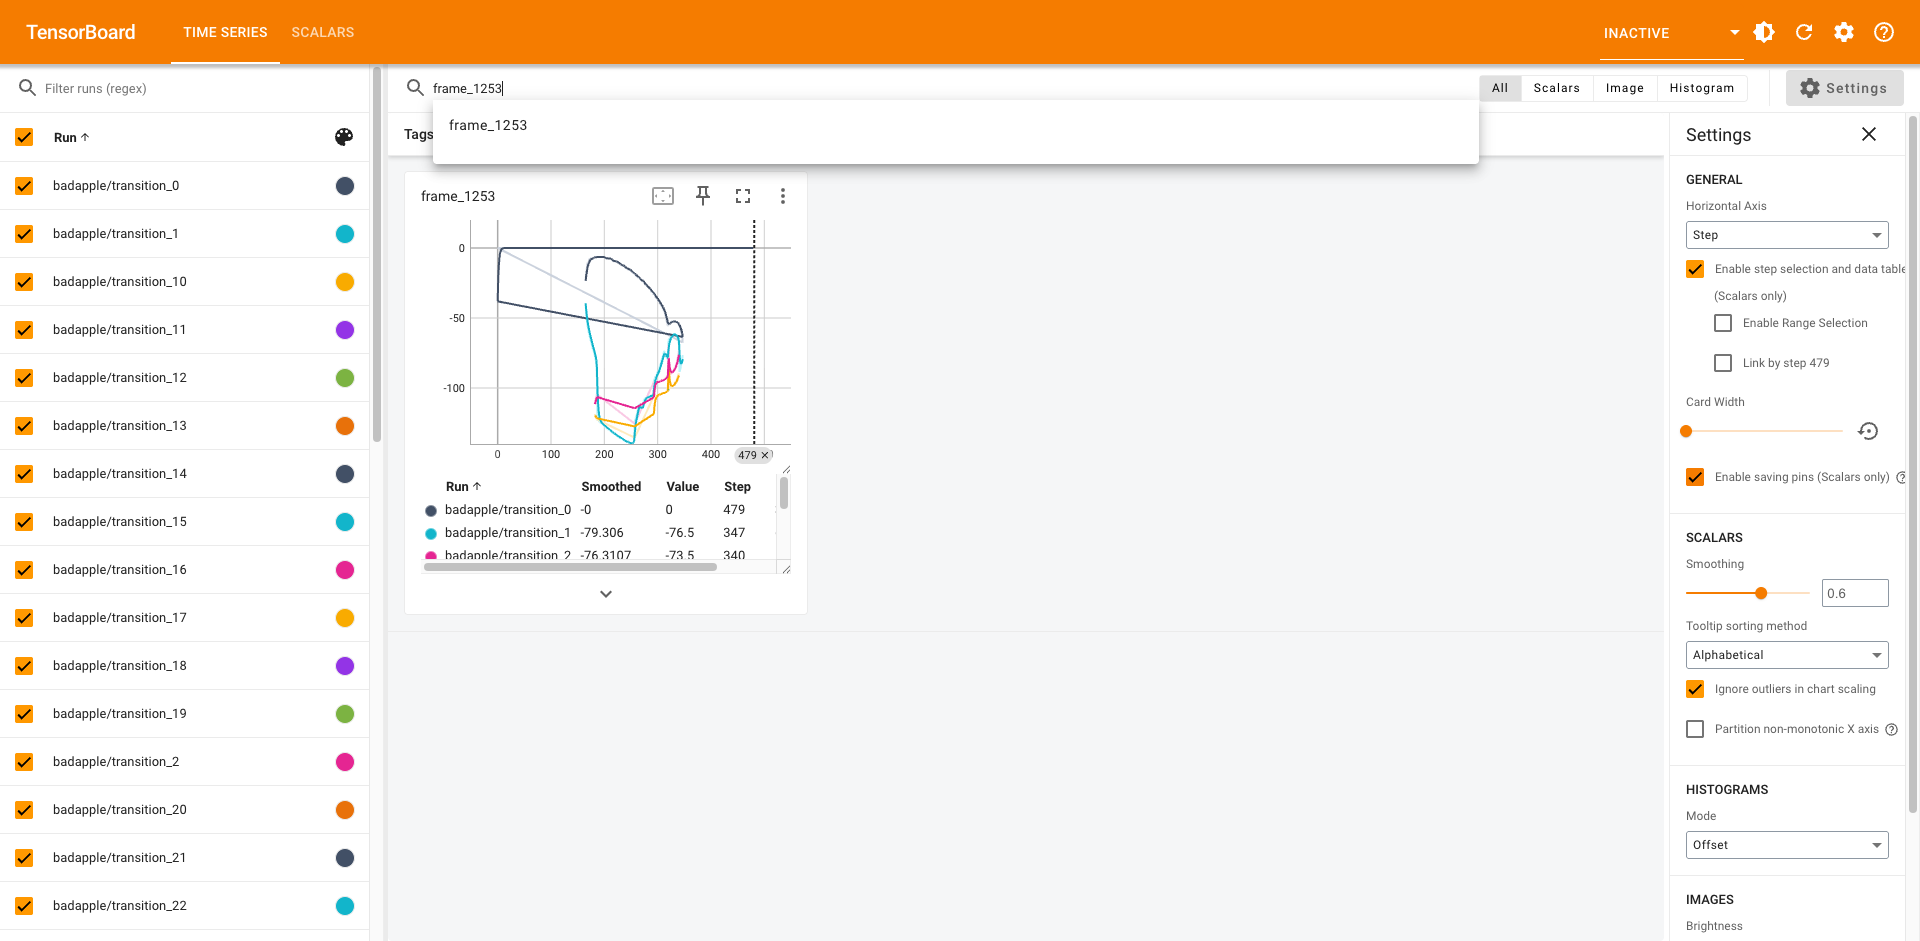 TensorBoard
TIME SERIES
SCALARS
INACTIVE
Filter runs (regex)
Run
badapple/transition_0
badapple/transition_1
badapple/transition_10
badapple/transition_11
badapple/transition_12
badapple/transition_13
badapple/transition_14
badapple/transition_15
badapple/transition_16
badapple/transition_17
badapple/transition_18
badapple/transition_19
badapple/transition_2
badapple/transition_20
badapple/transition_21
badapple/transition_22
frame_1253
All Scalars Image Histogram
Settings
frame_1253
Tags
frame_1253
0
-50
-100
0 100 200 300 400 479
Run Smoothed Value Step
badapple/transition_0 -0 0 479
badapple/transition_1 -79.306 -76.5 347
badapple/transition_2 -76.3107 -73.5 340
Settings
GENERAL
Horizontal Axis
Step
Enable step selection and data table
(Scalars only)
Enable Range Selection
Link by step 479
Card Width
Enable saving pins (Scalars only)
SCALARS
Smoothing
0.6
Tooltip sorting method
Alphabetical
Ignore outliers in chart scaling
Partition non-monotonic X axis
HISTOGRAMS
Mode
Offset
IMAGES
Brightness